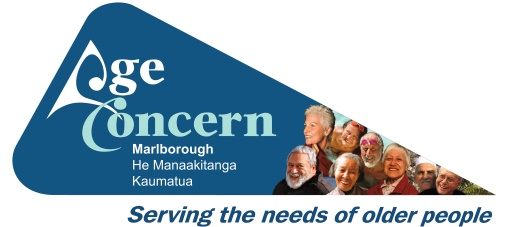 Age
Concern
Marlborough
He Manaakitanga
Kaumatua
Serving the needs of older people